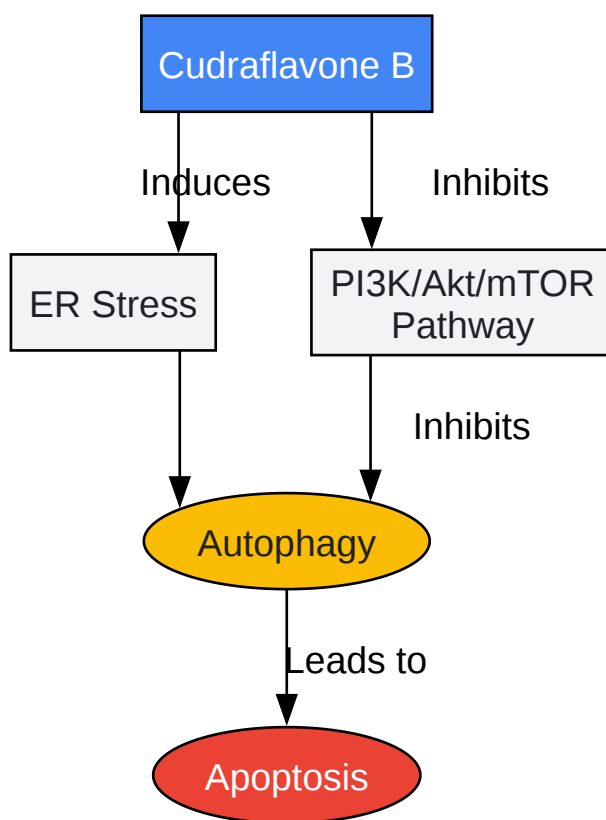 Cudraflavone B
Induces
Inhibits
ER Stress
PI3K/Akt/mTOR
Pathway
Inhibits
Autophagy
Leads to
Apoptosis